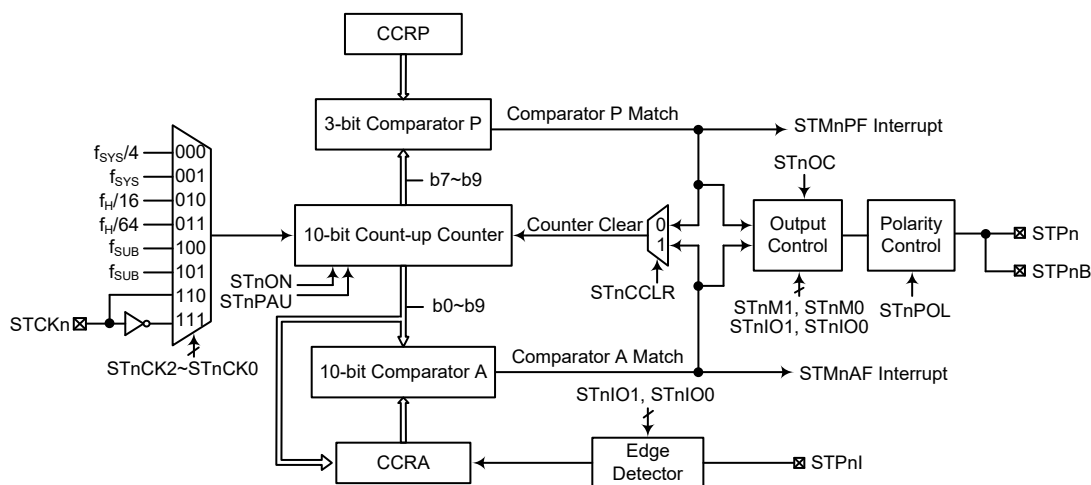 CCRP
3-bit Comparator P
Comparator P Match
STMnPF Interrupt
fSYS/4
000
fSYS
001
fH/16
010
fH/64
011
fSUB
100
fSUB
101
110
111
STCKn
STnCK2~STnCK0
b7~b9
10-bit Count-up Counter
STnON
STnPAU
b0~b9
Counter Clear
0
1
STnCCLR
STnOC
Output
Control
STnM1, STnM0
STnIO1, STnIO0
Polarity
Control
STnPOL
STPn
STPnB
10-bit Comparator A
Comparator A Match
STMnAF Interrupt
STnIO1, STnIO0
CCRA
Edge
Detector
STPnI